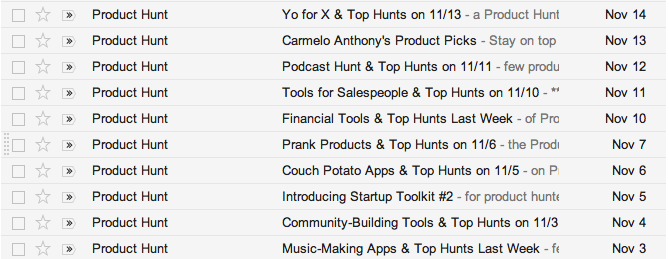 Product Hunt Yo for X & Top Hunts on 11/13 - a Product Hunt Nov 14
Product Hunt Carmelo Anthony's Product Picks - Stay on top Nov 13
Product Hunt Podcast Hunt & Top Hunts on 11/11 - few produ Nov 12
Product Hunt Tools for Salespeople & Top Hunts on 11/10 - ** Nov 11
Product Hunt Financial Tools & Top Hunts Last Week - of Pro Nov 10
Product Hunt Prank Products & Top Hunts on 11/6 - the Produ Nov 7
Product Hunt Couch Potato Apps & Top Hunts on 11/5 - on P Nov 6
Product Hunt Introducing Startup Toolkit #2 - for product hunte Nov 5
Product Hunt Community-Building Tools & Top Hunts on 11/3 Nov 4
Product Hunt Music-Making Apps & Top Hunts Last Week - fe Nov 3